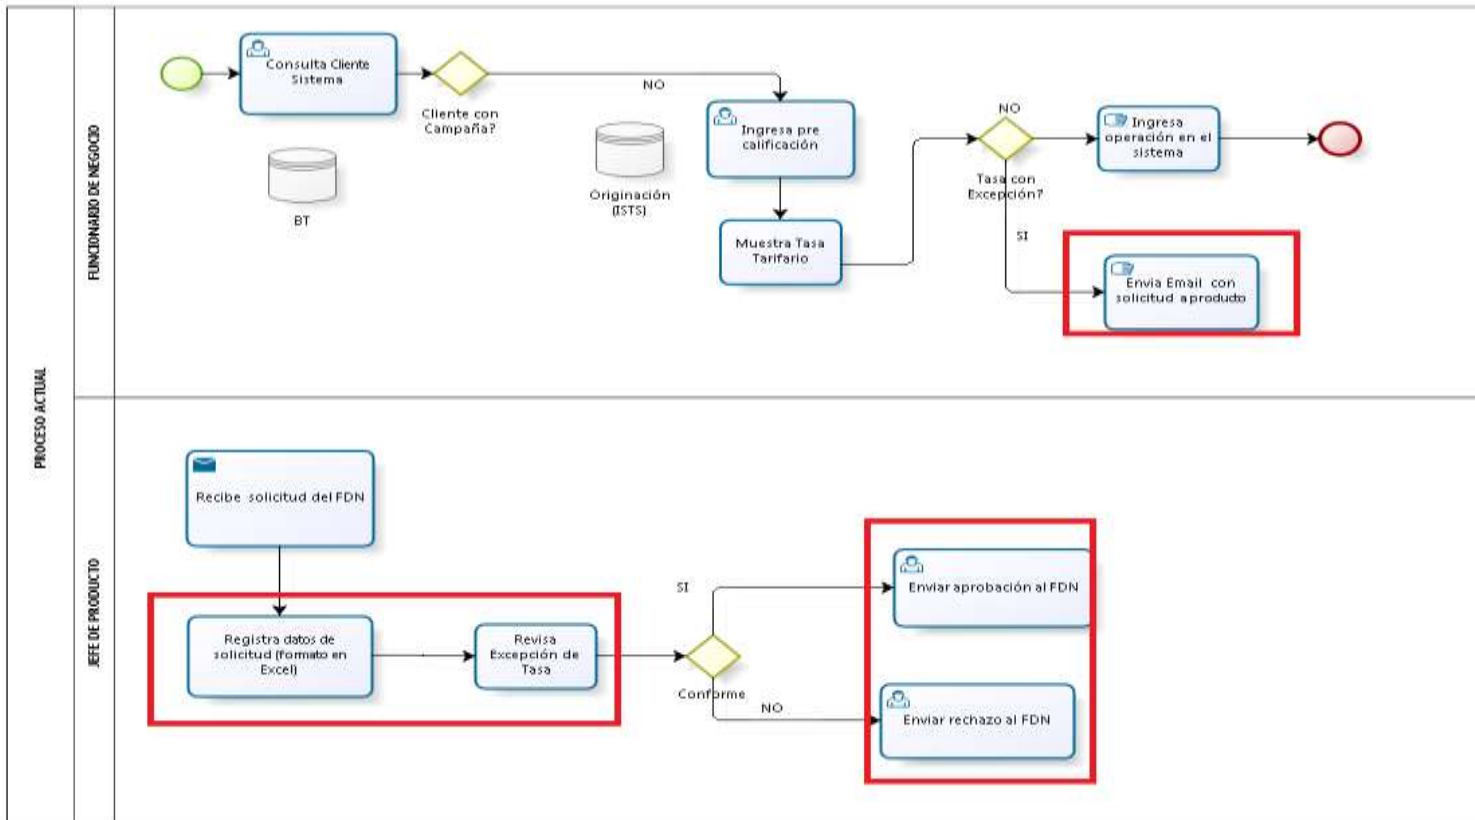 PROCESO ACTUAL
FUNCIONARIO DE NEGOCIO
Consulta Cliente
Sistema
Cliente con
Campaña?
NO
BT
Originación
(ISTS)
Ingresa pre
calificación
Muestra Tasa
Tarifario
NO
Tasa con
Excepción?
SI
Ingresa
operación en el
sistema
Envia Email con
solicitud a produdo
JEFE DE PRODUCTO
Recibe solicitud del FDN
Registra datos de
solicitud (formato en
Excel)
Revisa
Excepción de
Tasa
Conforme
SI
NO
Enviar aprobación al FDN
Enviar rechazo al FDN